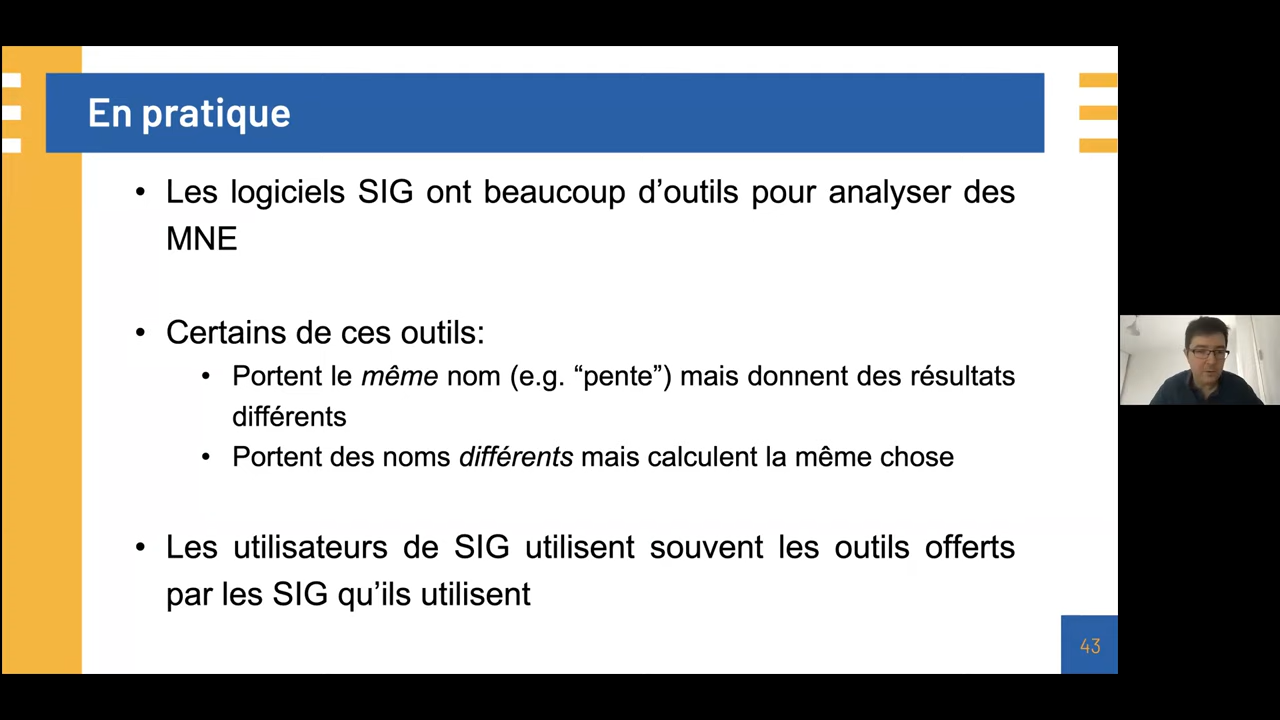 En pratique
• Les logiciels SIG ont beaucoup d’outils pour analyser des
MNE
• Certains de ces outils:
• Portent le même nom (e.g. “pente”) mais donnent des résultats
différents
• Portent des noms différents mais calculent la même chose
• Les utilisateurs de SIG utilisent souvent les outils offerts
par les SIG qu’ils utilisent
43